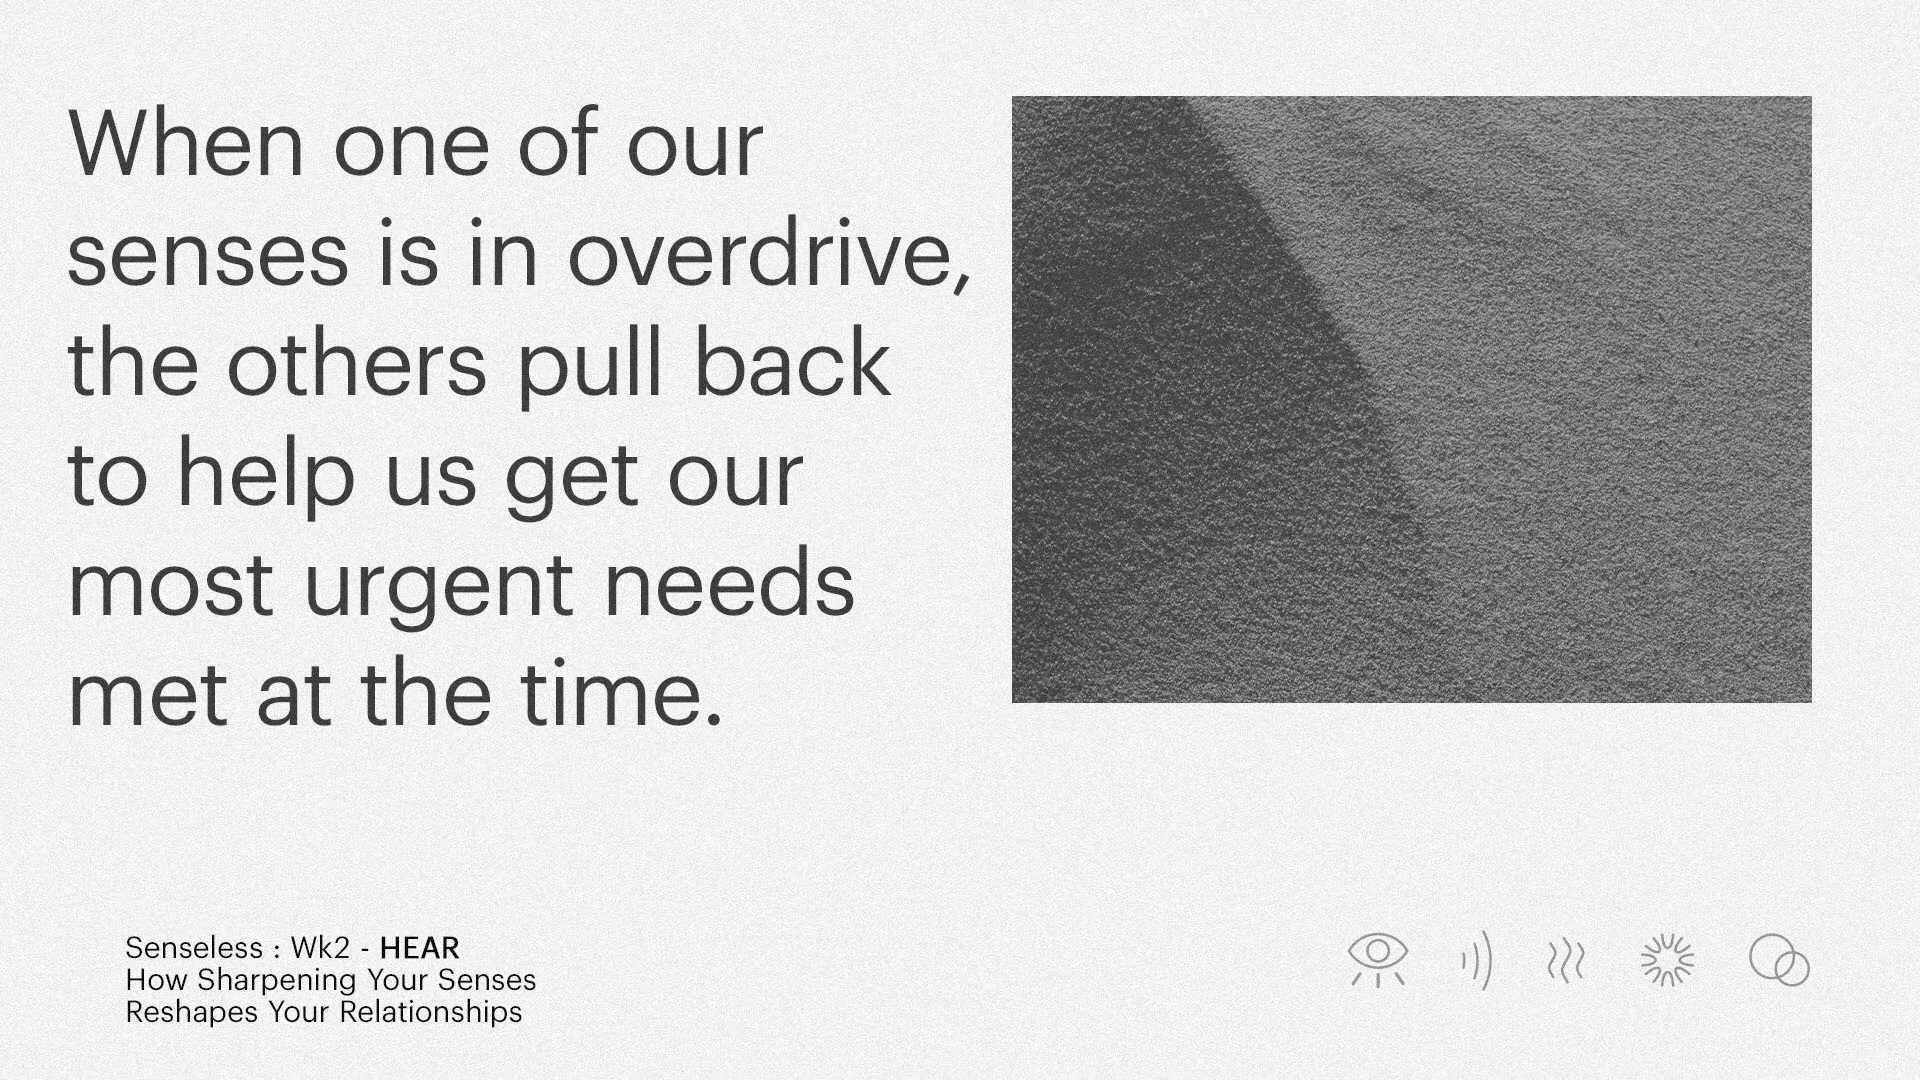 When one of our
senses is in overdrive,
the others pull back
to help us get our
most urgent needs
met at the time.
Senseless : Wk2 - HEAR
How Sharpening Your Senses
Reshapes Your Relationships